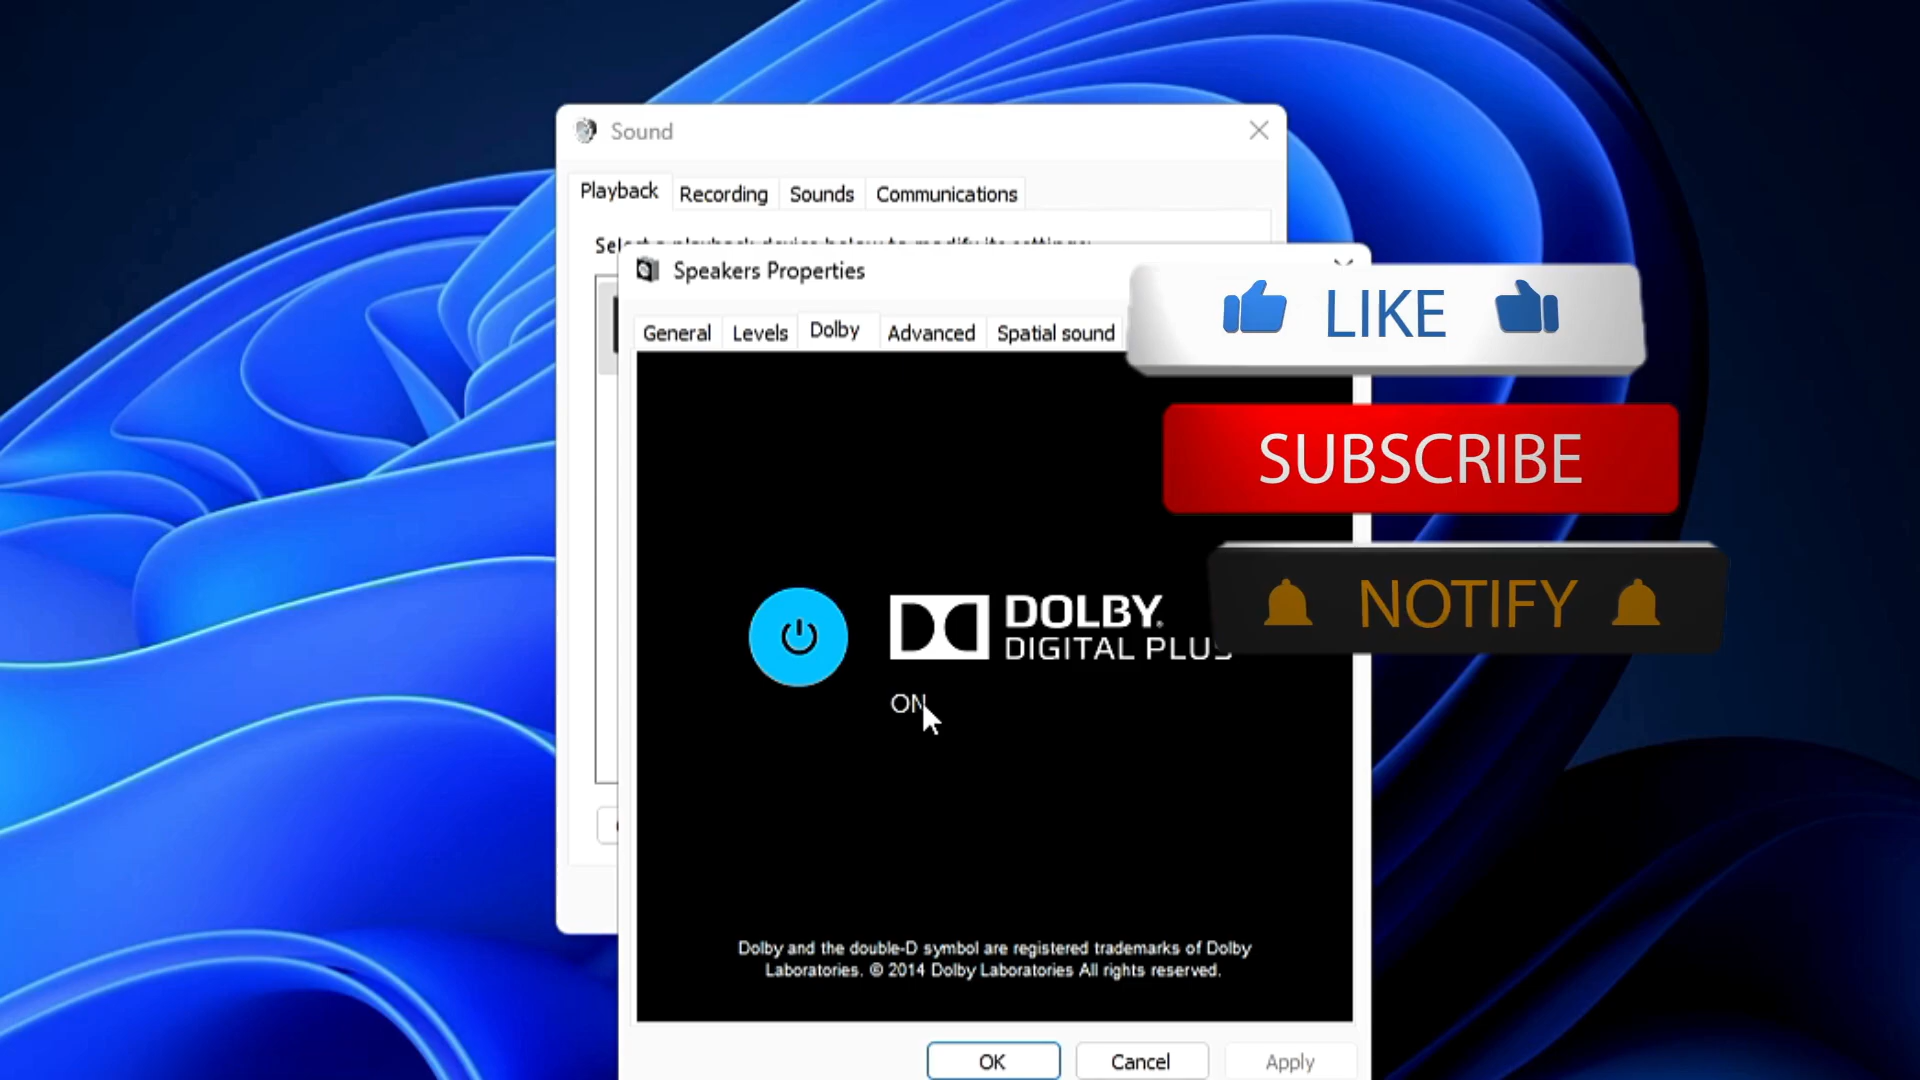 Sound
Playback Recording Sounds Communications
Speakers Properties
General Levels Dolby Advanced Spatial sound
LIKE
SUBSCRIBE
NOTIFY
DOLBY.
DIGITAL PLUS
ON
Dolby and the double-D symbol are registered trademarks of Dolby
Laboratories. © 2014 Dolby Laboratories All rights reserved.
OK Cancel Apply